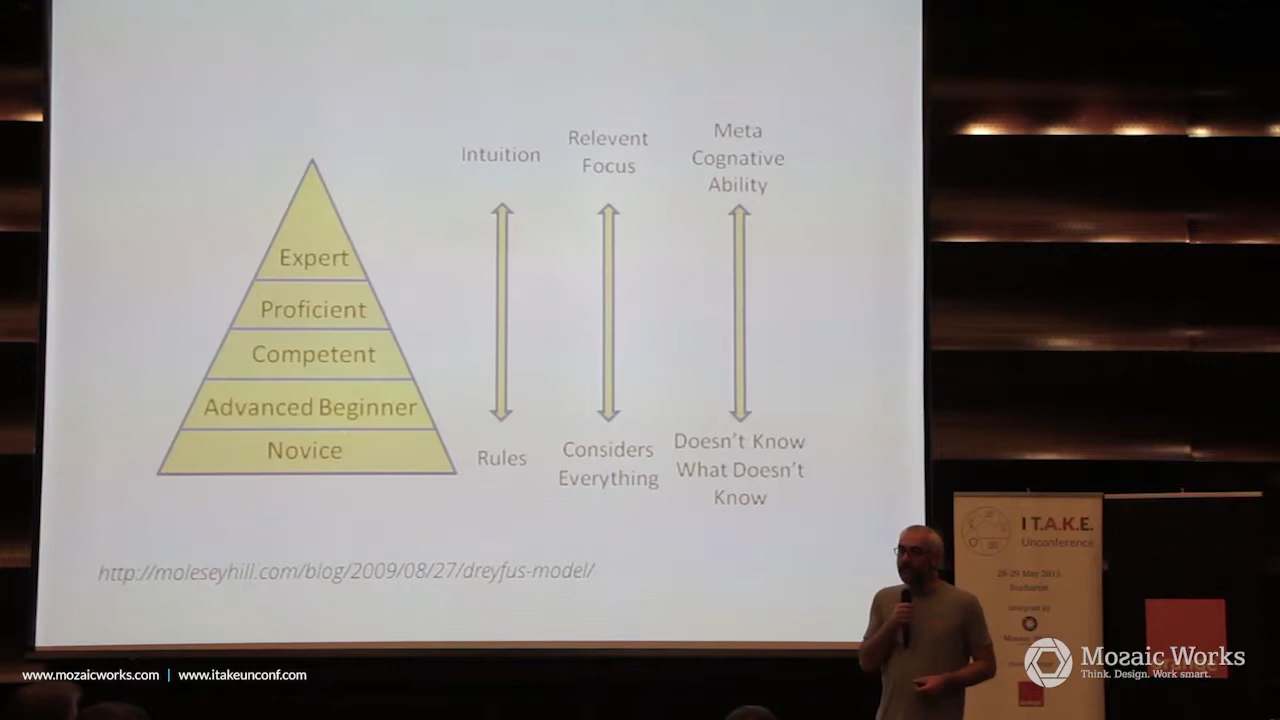 Intuition
Relevent
Focus
Meta
Cognitive
Ability
Expert
Proficient
Competent
Advanced Beginner
Novice
Rules
Considers
Everything
Doesn't Know
What Doesn't
Know
http://moleseyhill.com/blog/2009/08/27/dreyfus-model/
I T.A.K.E.
Unconference
Bucharest
Mozaic Works
Think. Design. Work smart.
www.mozaicworks.com | www.itakeunconf.com